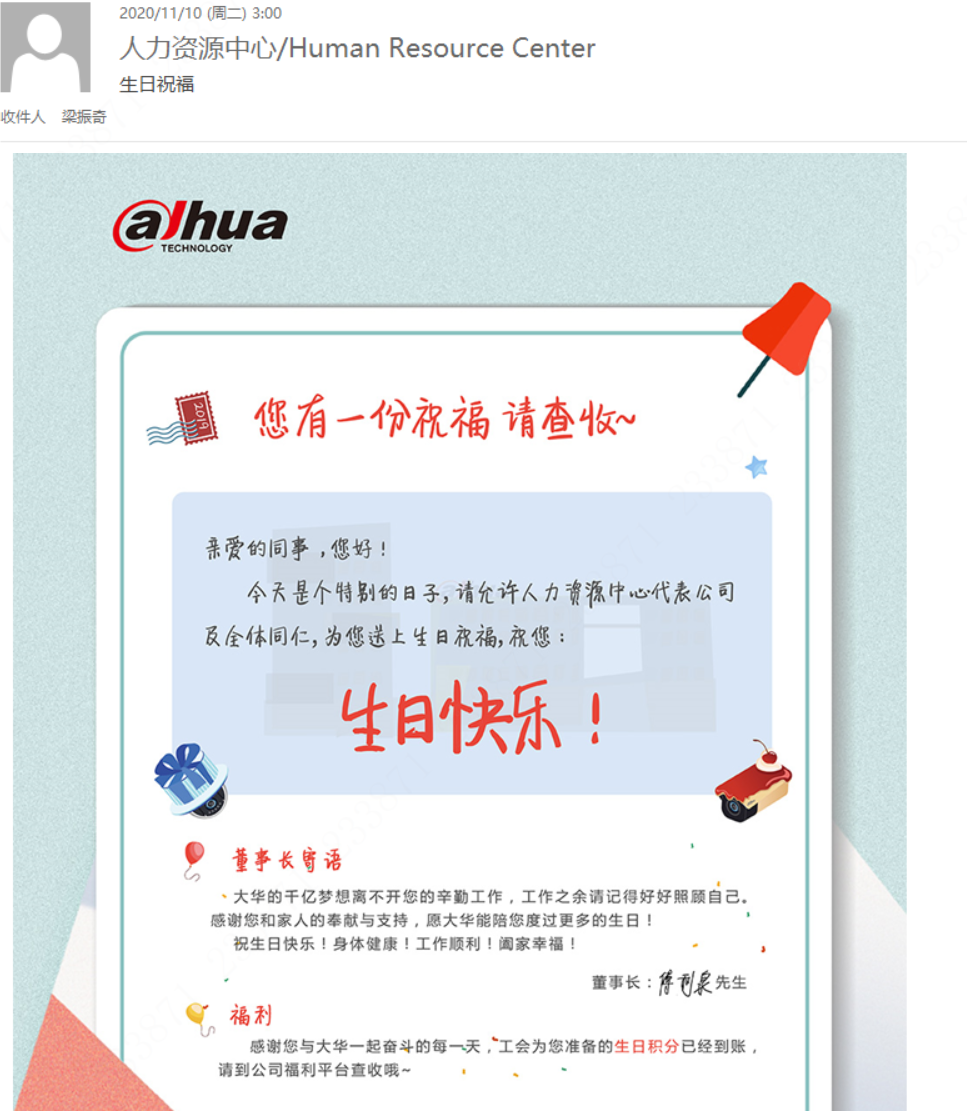 2020/11/10 (周二) 3:00
人力资源中心/Human Resource Center
生日祝福
收件人 梁振奇
alhua
TECHNOLOGY
2019
您有一份祝福 请查收~
亲爱的同事，您好！
今天是个特别的日子，请允许人力资源中心代表公司
及全体同仁，为您送上生日祝福，祝您：
生日快乐！
董事长寄语
大华的千亿梦想离不开您的辛勤工作，工作之余请记得好好照顾自己。
感谢您和家人的奉献与支持，愿大华能陪您度过更多的生日！
祝生日快乐！身体健康！工作顺利！阖家幸福！
董事长：傅利泉先生
福利
感谢您与大华一起奋斗的每一天，工会为您准备的生日积分已经到账，
请到公司福利平台查收哦~